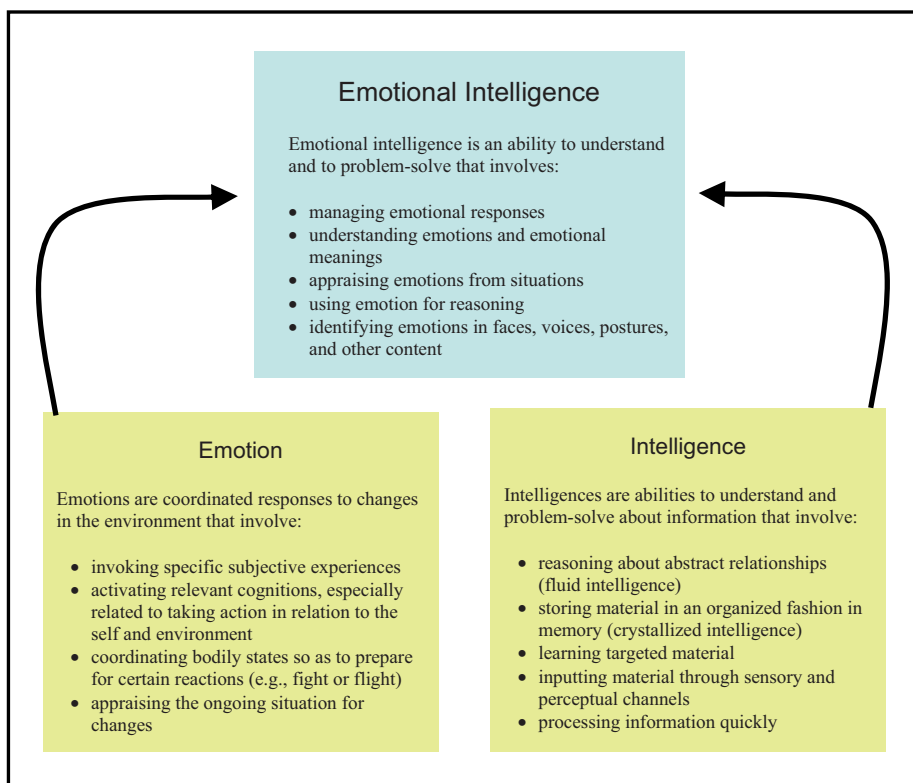 Emotional Intelligence
Emotional intelligence is an ability to understand
and to problem-solve that involves:
• managing emotional responses
• understanding emotions and emotional
meanings
• appraising emotions from situations
• using emotion for reasoning
• identifying emotions in faces, voices, postures,
and other content
Emotion
Emotions are coordinated responses to changes
in the environment that involve:
• invoking specific subjective experiences
• activating relevant cognitions, especially
related to taking action in relation to the
self and environment
• coordinating bodily states so as to prepare
for certain reactions (e.g., fight or flight)
• appraising the ongoing situation for
changes
Intelligence
Intelligences are abilities to understand and
problem-solve about information that involve:
• reasoning about abstract relationships
(fluid intelligence)
• storing material in an organized fashion in
memory (crystallized intelligence)
• learning targeted material
• inputting material through sensory and
perceptual channels
• processing information quickly